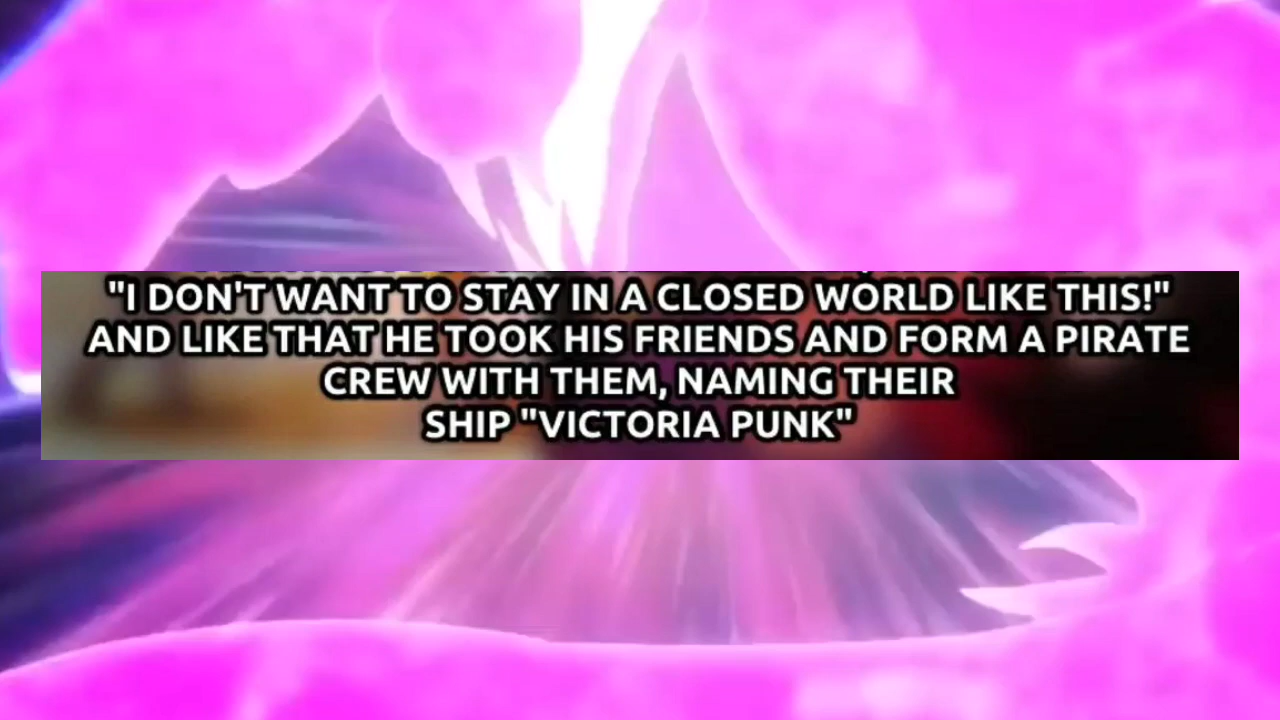 "I DON'T WANT TO STAY IN A CLOSED WORLD LIKE THIS!"
AND LIKE THAT HE TOOK HIS FRIENDS AND FORM A PIRATE
CREW WITH THEM, NAMING THEIR
SHIP "VICTORIA PUNK"